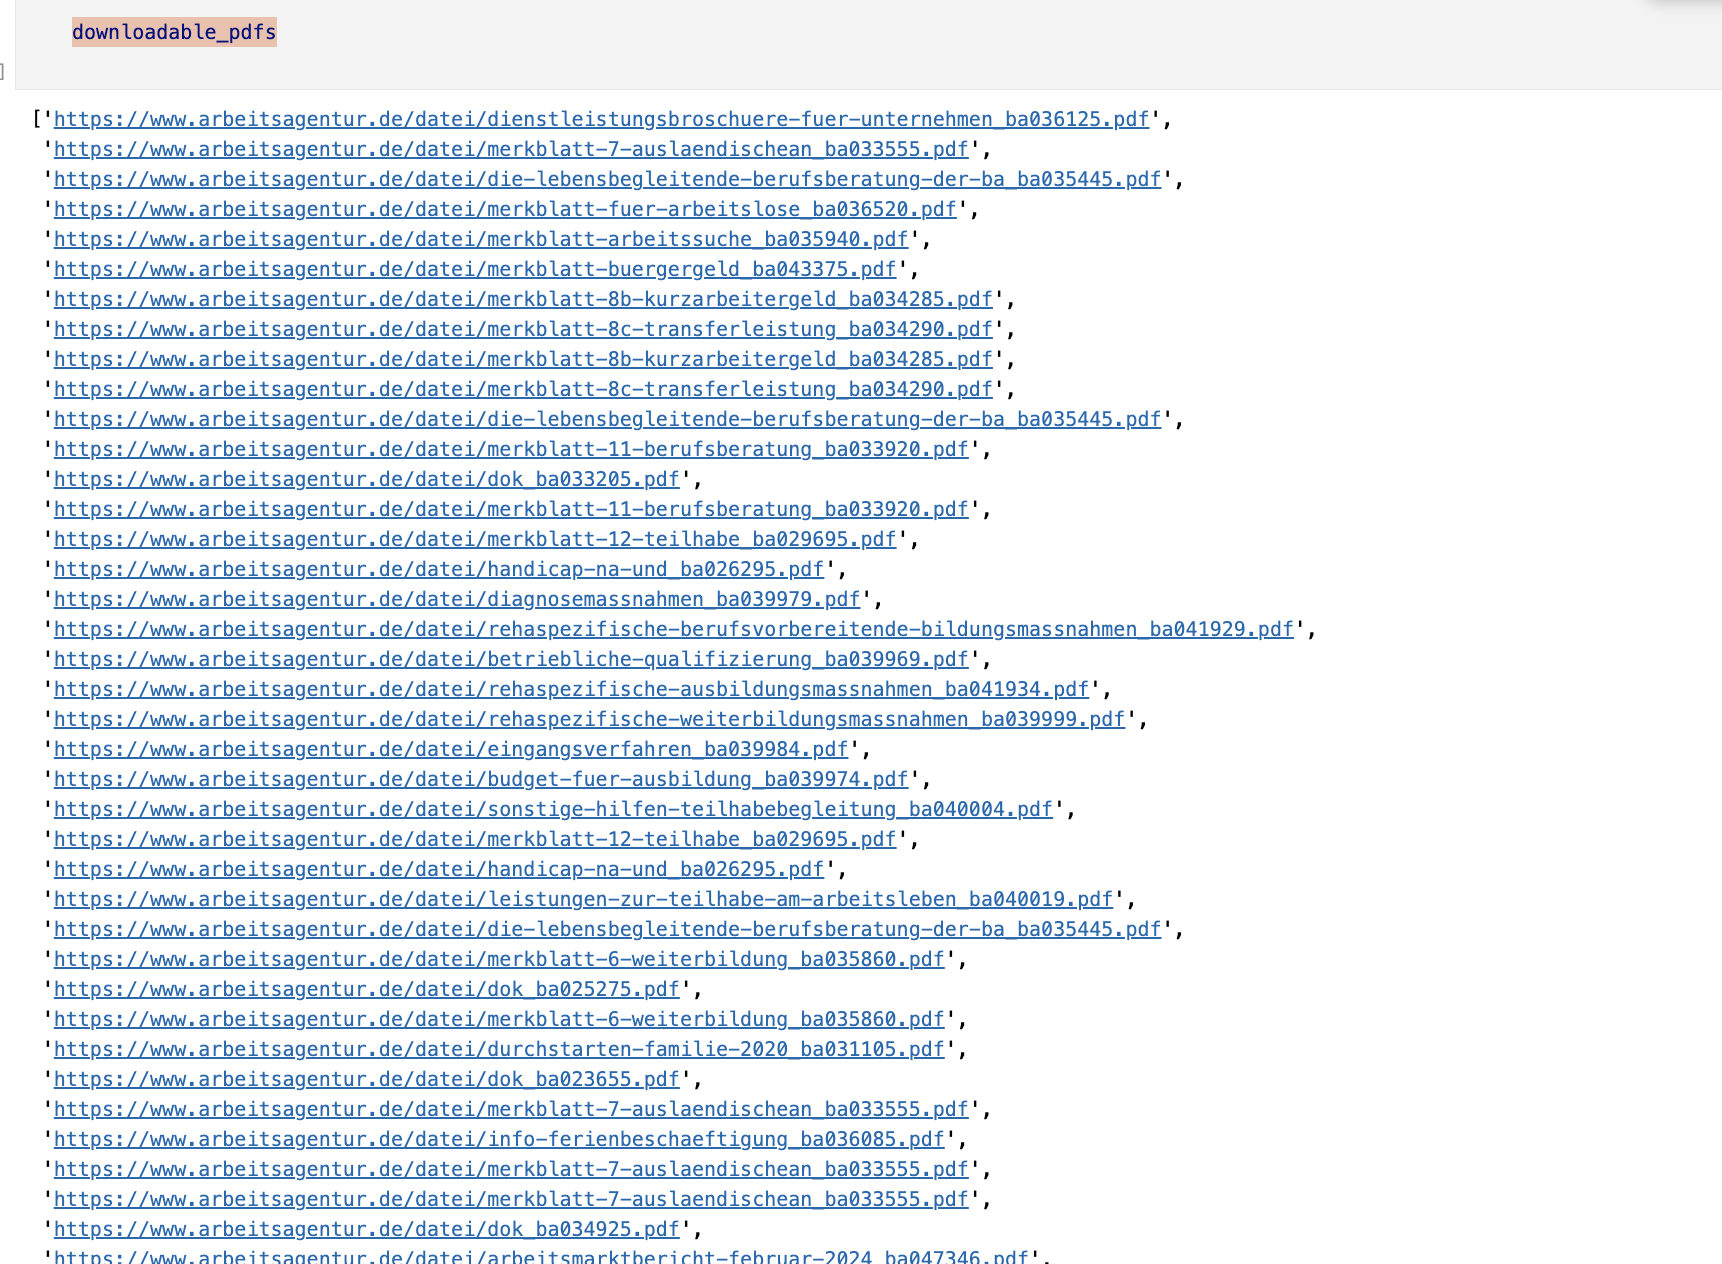 downloadable_pdfs
]
['https://www.arbeitsagentur.de/datei/dienstleistungsbroschuere-fuer-unternehmen_ba036125.pdf',
'https://www.arbeitsagentur.de/datei/merkblatt-7-auslaendischean_ba033555.pdf',
'https://www.arbeitsagentur.de/datei/die-lebensbegleitende-berufsberatung-der-ba_ba035445.pdf',
'https://www.arbeitsagentur.de/datei/merkblatt-fuer-arbeitslose_ba036520.pdf',
'https://www.arbeitsagentur.de/datei/merkblatt-arbeitssuche_ba035940.pdf',
'https://www.arbeitsagentur.de/datei/merkblatt-buergergeld_ba043375.pdf',
'https://www.arbeitsagentur.de/datei/merkblatt-8b-kurzarbeitergeld_ba034285.pdf',
'https://www.arbeitsagentur.de/datei/merkblatt-8c-transferleistung_ba034290.pdf',
'https://www.arbeitsagentur.de/datei/merkblatt-8b-kurzarbeitergeld_ba034285.pdf',
'https://www.arbeitsagentur.de/datei/merkblatt-8c-transferleistung_ba034290.pdf',
'https://www.arbeitsagentur.de/datei/die-lebensbegleitende-berufsberatung-der-ba_ba035445.pdf',
'https://www.arbeitsagentur.de/datei/merkblatt-11-berufsberatung_ba033920.pdf',
'https://www.arbeitsagentur.de/datei/dok_ba033205.pdf',
'https://www.arbeitsagentur.de/datei/merkblatt-11-berufsberatung_ba033920.pdf',
'https://www.arbeitsagentur.de/datei/merkblatt-12-teilhabe_ba029695.pdf',
'https://www.arbeitsagentur.de/datei/handicap-na-und_ba026295.pdf',
'https://www.arbeitsagentur.de/datei/diagnosemassnahmen_ba039979.pdf',
'https://www.arbeitsagentur.de/datei/rehaspezifische-berufsvorbereitende-bildungsmassnahmen_ba041929.pdf',
'https://www.arbeitsagentur.de/datei/betriebliche-qualifizierung_ba039969.pdf',
'https://www.arbeitsagentur.de/datei/rehaspezifische-ausbildungsmassnahmen_ba041934.pdf',
'https://www.arbeitsagentur.de/datei/rehaspezifische-weiterbildungsmassnahmen_ba039999.pdf',
'https://www.arbeitsagentur.de/datei/eingangsverfahren_ba039984.pdf',
'https://www.arbeitsagentur.de/datei/budget-fuer-ausbildung_ba039974.pdf',
'https://www.arbeitsagentur.de/datei/sonstige-hilfen-teilhabebegleitung_ba040004.pdf',
'https://www.arbeitsagentur.de/datei/merkblatt-12-teilhabe_ba029695.pdf',
'https://www.arbeitsagentur.de/datei/handicap-na-und_ba026295.pdf',
'https://www.arbeitsagentur.de/datei/leistungen-zur-teilhabe-am-arbeitsleben_ba040019.pdf',
'https://www.arbeitsagentur.de/datei/die-lebensbegleitende-berufsberatung-der-ba_ba035445.pdf',
'https://www.arbeitsagentur.de/datei/merkblatt-6-weiterbildung_ba035860.pdf',
'https://www.arbeitsagentur.de/datei/dok_ba025275.pdf',
'https://www.arbeitsagentur.de/datei/merkblatt-6-weiterbildung_ba035860.pdf',
'https://www.arbeitsagentur.de/datei/durchstarten-familie-2020_ba031105.pdf',
'https://www.arbeitsagentur.de/datei/dok_ba023655.pdf',
'https://www.arbeitsagentur.de/datei/merkblatt-7-auslaendischean_ba033555.pdf',
'https://www.arbeitsagentur.de/datei/info-ferienbeschaeftigung_ba036085.pdf',
'https://www.arbeitsagentur.de/datei/merkblatt-7-auslaendischean_ba033555.pdf',
'https://www.arbeitsagentur.de/datei/merkblatt-7-auslaendischean_ba033555.pdf',
'https://www.arbeitsagentur.de/datei/dok_ba034925.pdf',
'https://www.arbeitsagentur.de/datei/arbeitsmarktbericht-februar-2024_ba047346.pdf',